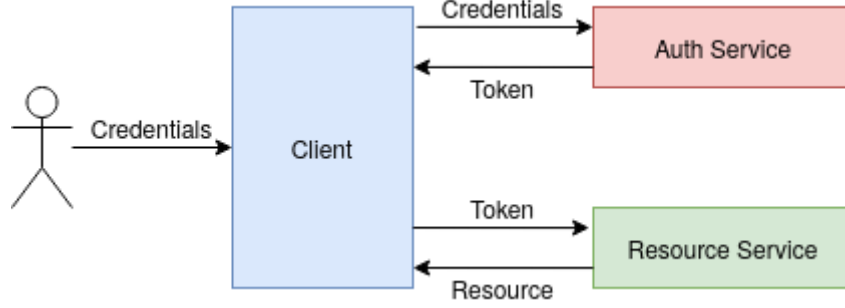 Credentials
Auth Service
Token
Credentials
Client
Token
Resource Service
Resource